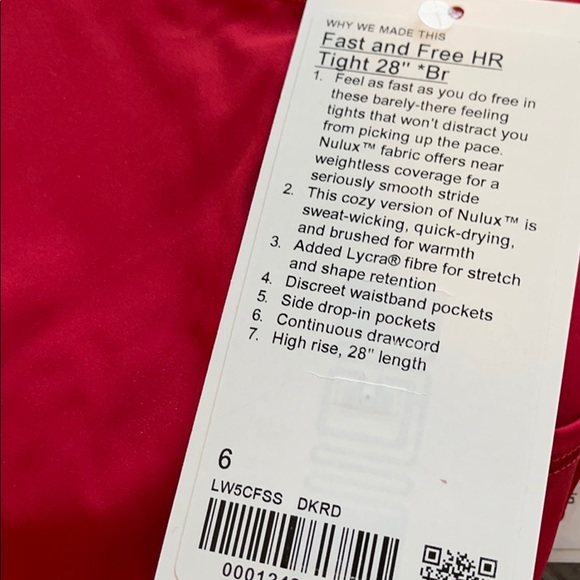 WHY WE MADE THIS
Fast and Free HR
Tight 28" *Br
1. Feel as fast as you do free in
these barely-there feeling
tights that won't distract you
from picking up the pace.
Nulux™ fabric offers near
weightless coverage for a
seriously smooth stride
2. This cozy version of Nulux™ is
sweat-wicking, quick-drying,
and brushed for warmth
3. Added Lycra® fibre for stretch
and shape retention
4. Discreet waistband pockets
5. Side drop-in pockets
6. Continuous drawcord
7. High rise, 28" length
6
LW5CFSS DKRD